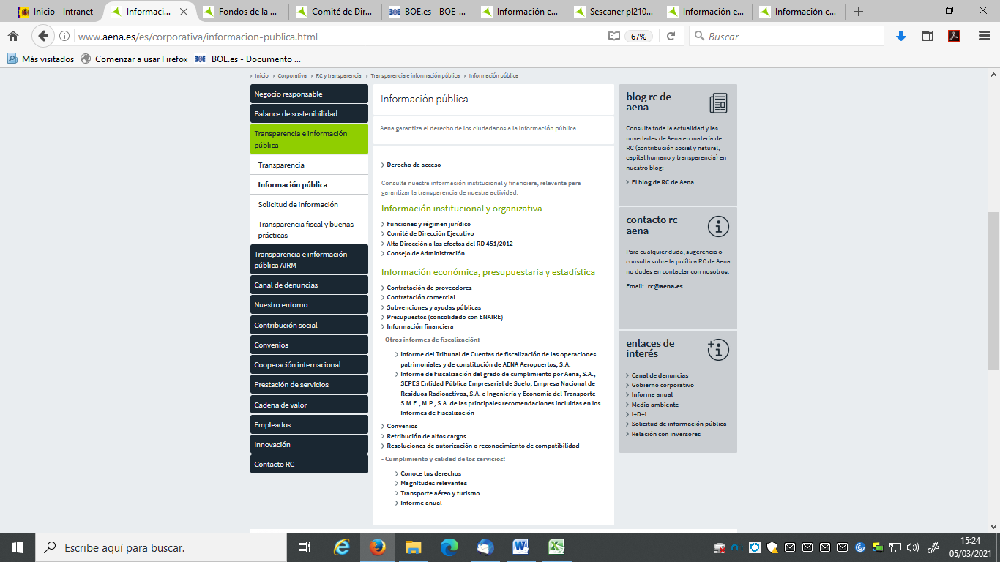 Inicio - Intranet
Informaci...
Fondos de la ...
Comité de Dir...
BOE.es - BOE-...
Información e...
Sescaner pl210...
Información e...
Información e...
www.aena.es/es/corporativa/informacion-publica.html
67%
Buscar
Más visitados
Comenzar a usar Firefox
BOE.es - Documento ...
Inicio
Corporativa
RC y transparencia
Transparencia e información pública
Información pública
Negocio responsable
Balance de sostenibilidad
Transparencia e información
pública
Transparencia
Información pública
Solicitud de información
Transparencia fiscal y buenas
prácticas
Transparencia e información
pública AIRM
Canal de denuncias
Nuestro entorno
Contribución social
Convenios
Cooperación internacional
Prestación de servicios
Cadena de valor
Empleados
Innovación
Contacto RC
Información pública
Aena garantiza el derecho de los ciudadanos a la información pública.
Derecho de acceso
Consulta nuestra información institucional y financiera, relevante para
garantizar la transparencia de nuestra actividad:
Información institucional y organizativa
Funciones y régimen jurídico
Comité de Dirección Ejecutivo
Alta Dirección a los efectos del RD 451/2012
Consejo de Administración
Información económica, presupuestaria y estadística
Contratación de proveedores
Contratación comercial
Subvenciones y ayudas públicas
Presupuestos (consolidado con ENAIRE)
Información financiera
- Otros informes de fiscalización:
Informe del Tribunal de Cuentas de fiscalización de las operaciones
patrimoniales y de constitución de AENA Aeropuertos, S.A.
Informe de Fiscalización del grado de cumplimiento por Aena, S.A.,
SEPES Entidad Pública Empresarial de Suelo, Empresa Nacional de
Residuos Radioactivos, S.A. e Ingeniería y Economía del Transporte
S.M.E., M.P., S.A. de las principales recomendaciones incluidas en los
Informes de Fiscalización
Convenios
Retribución de altos cargos
Resoluciones de autorización o reconocimiento de compatibilidad
- Cumplimiento y calidad de los servicios:
Conoce tus derechos
Magnitudes relevantes
Transporte aéreo y turismo
Informe anual
blog rc de
aena
Consulta toda la actualidad y las
novedades de Aena en materia de
RC (contribución social y natural,
capital humano y transparencia) en
nuestro blog:
El blog de RC de Aena
contacto rc
aena
Para cualquier duda, sugerencia o
consulta sobre la política RC de Aena
no dudes en contactar con nosotros:
Email: rc@aena.es
enlaces de
interés
Canal de denuncias
Gobierno corporativo
Informe anual
Medio ambiente
I+D+i
Solicitud de información pública
Relación con inversores
Escribe aquí para buscar.
15:24
05/03/2021